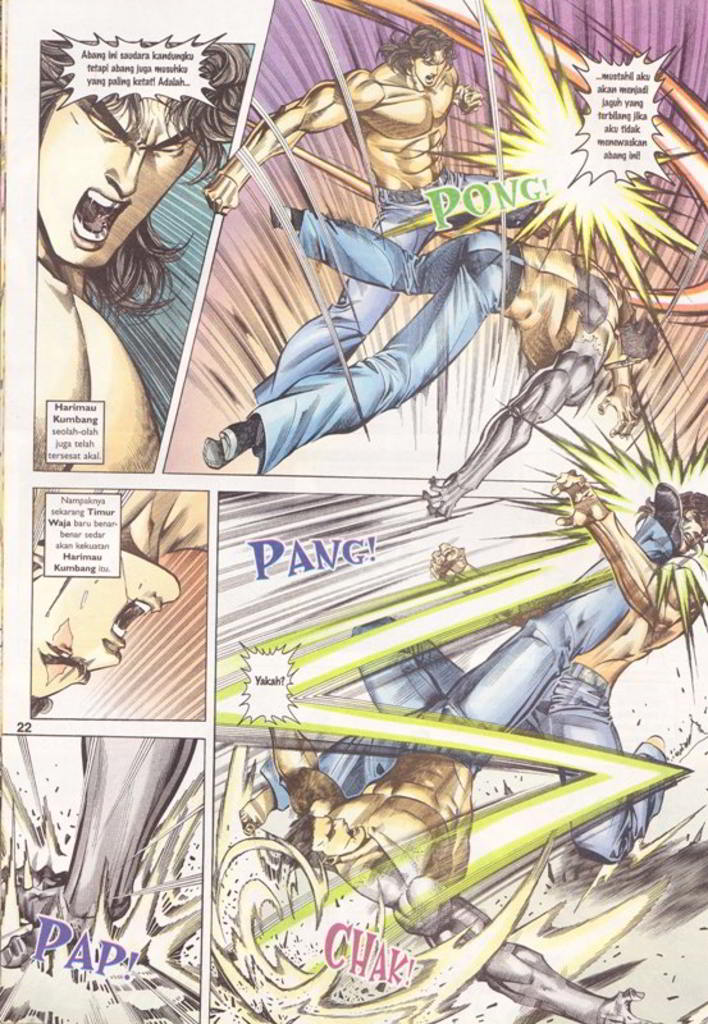 Abang ini saudara kandungku
tetapi abang juga musuhku
yang paling ketat! Adalah...
...mustahil aku
akan menjadi
jaguh yang
terbilang jika
aku tidak
menewaskan
abang ini!
PONG!
Harimau
Kumbang
seolah-olah
juga telah
tersesat akal.
Nampaknya
sekarang Timur
Waja baru benar-
benar sedar
akan kekuatan
Harimau
Kumbang itu.
PANG!
Yakah?
22
PAP!
CHAK!